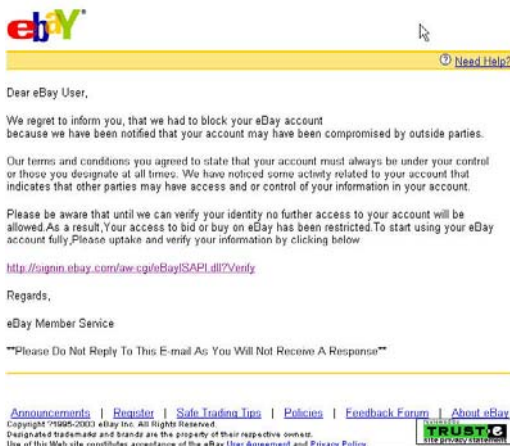 ebaY®
Need Help?
Dear eBay User,
We regret to inform you, that we had to block your eBay account
because we have been notified that your account may have been compromised by outside parties.
Our terms and conditions you agreed to state that your account must always be under your control
or those you designate at all times. We have noticed some activity related to your account that
indicates that other parties may have access and or control of your information in your account.
Please be aware that until we can verify your identity no further access to your account will be
allowed.As a result,Your access to bid or buy on eBay has been restricted.To start using your eBay
account fully,Please uptake and verify your information by clicking below
http://signin.ebay.com/aw-cgi/eBayISAPI.dll?Verify
Regards,
eBay Member Service
**Please Do Not Reply To This E-mail As You Will Not Receive A Response**
Announcements | Register | Safe Trading Tips | Policies | Feedback Forum | About eBay
Copyright ?1995-2003 eBay Inc. All Rights Reserved.
Designated trademarks and brands are the property of their respective owners.
Use of this Web site constitutes acceptance of the eBay User Agreement and Privacy Policy.
TRUSTe
site privacy statement